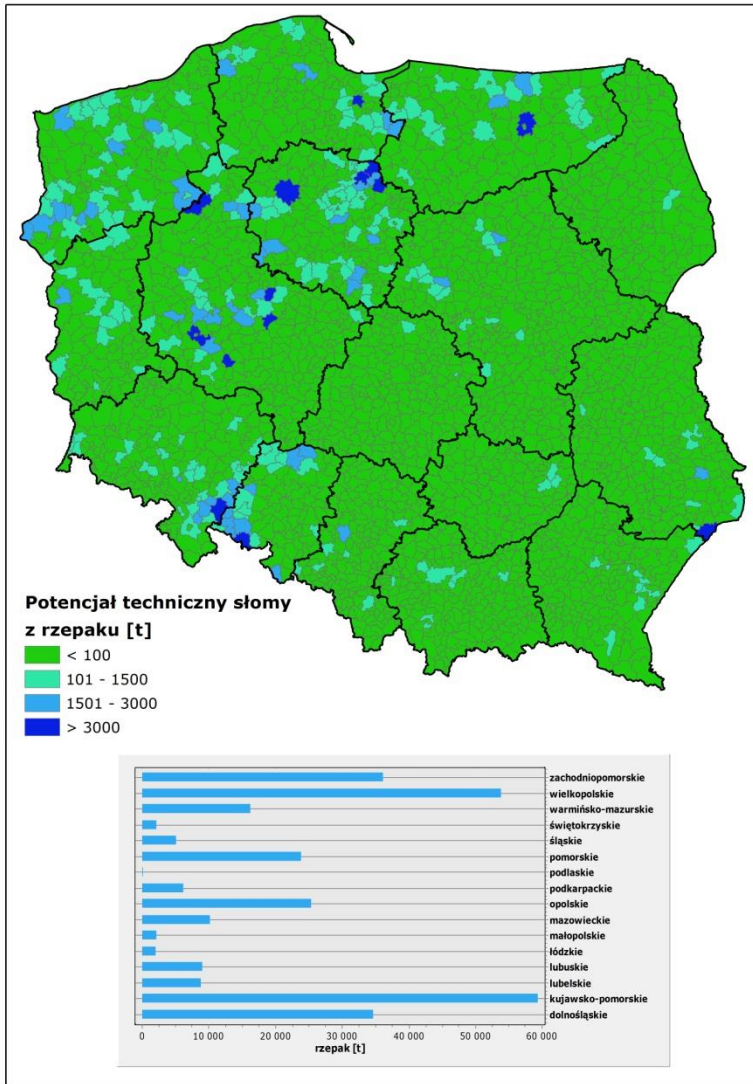 Potencjał techniczny słomy
z rzepaku [t]
< 100
101 - 1500
1501 - 3000
> 3000
zachodniopomorskie
wielkopolskie
warmińsko-mazurskie
świętokrzyskie
śląskie
pomorskie
podlaskie
podkarpackie
opolskie
mazowieckie
małopolskie
łódzkie
lubuskie
lubelskie
kujawsko-pomorskie
dolnośląskie
0 10 000 20 000 30 000 40 000 50 000 60 000
rzepak [t]